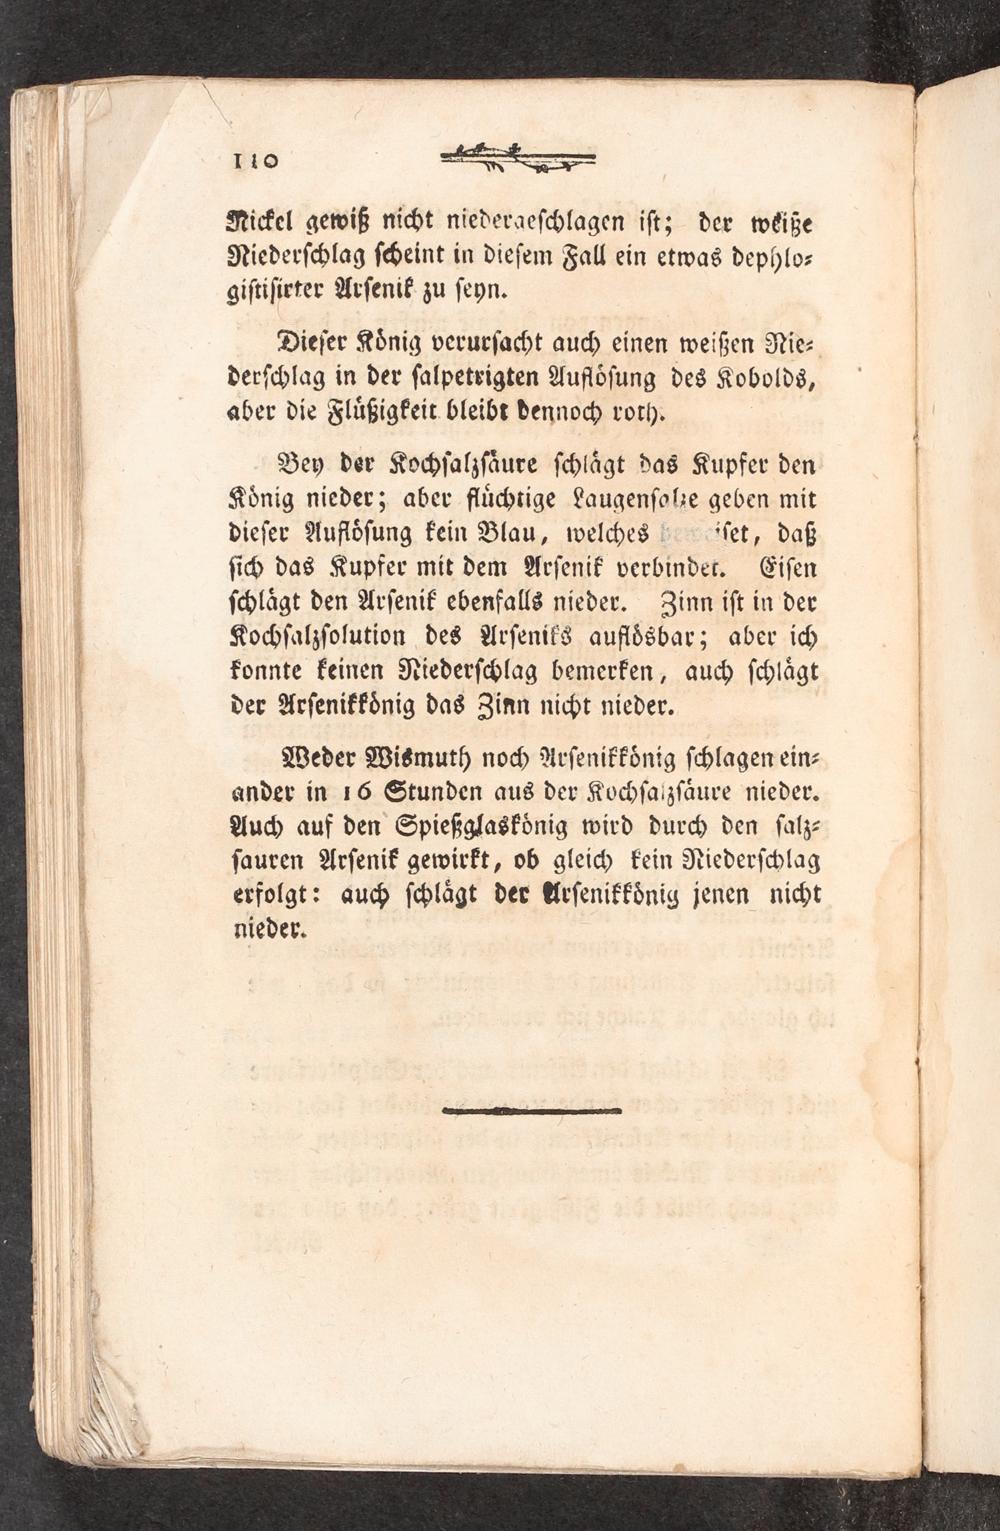 110
Nickel gewiß nicht niedergeschlagen ist; der weiße
Niederschlag scheint in diesem Fall ein etwas dephlo-
gistisirter Arsenik zu seyn.
Dieser König verursacht auch einen weißen Nie-
derschlag in der salpetrigten Auflösung des Kobolds,
aber die Flüßigkeit bleibt dennoch roth.
Bey der Kochsalzsäure schlägt das Kupfer den
König nieder; aber flüchtige Laugensalze geben mit
dieser Auflösung kein Blau, welches beweiset, daß
sich das Kupfer mit dem Arsenik verbindet. Eisen
schlägt den Arsenik ebenfalls nieder. Zinn ist in der
Kochsalzsolution des Arseniks auflösbar; aber ich
konnte keinen Niederschlag bemerken, auch schlägt
der Arsenikkönig das Zinn nicht nieder.
Weder Wismuth noch Arsenikkönig schlagen ein-
ander in 16 Stunden aus der Kochsalzsäure nieder.
Auch auf den Spießglaskönig wird durch den salz-
sauren Arsenik gewirkt, ob gleich kein Niederschlag
erfolgt: auch schlägt der Arsenikkönig jenen nicht
nieder.